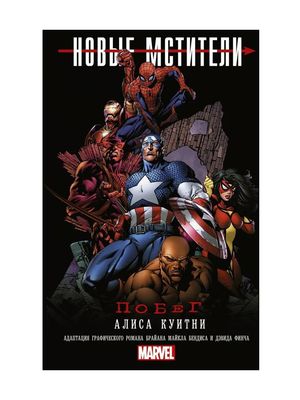 НОВЫЕ МСТИТЕЛИ
ПОБЕГ
АЛИСА КУИТНИ
АДАПТАЦИЯ ГРАФИЧЕСКОГО РОМАНА БРАЙАНА МАЙКЛА БЕНДИСА И ДЭВИДА ФИНЧА
MARVEL